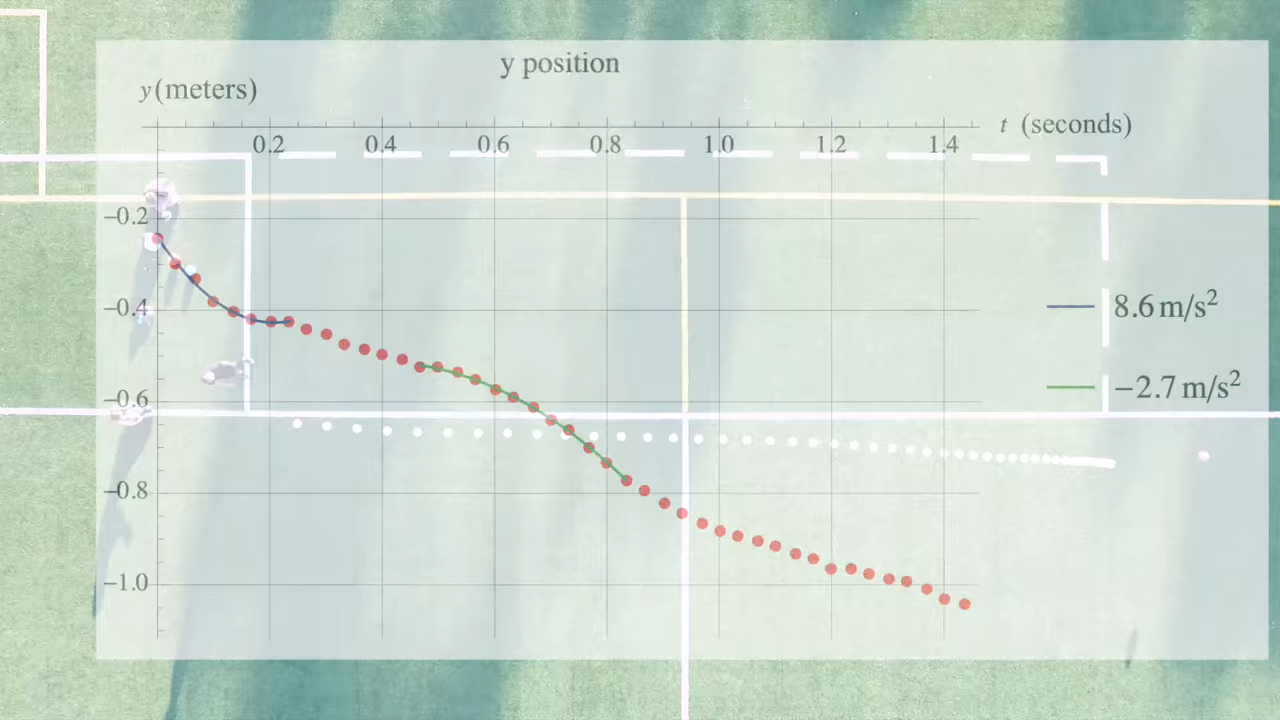 y position
y(meters)
t (seconds)
0.2 0.4 0.6 0.8 1.0 1.2 1.4
−0.2
−0.4
−0.6
−0.8
−1.0
8.6 m/s²
−2.7 m/s²